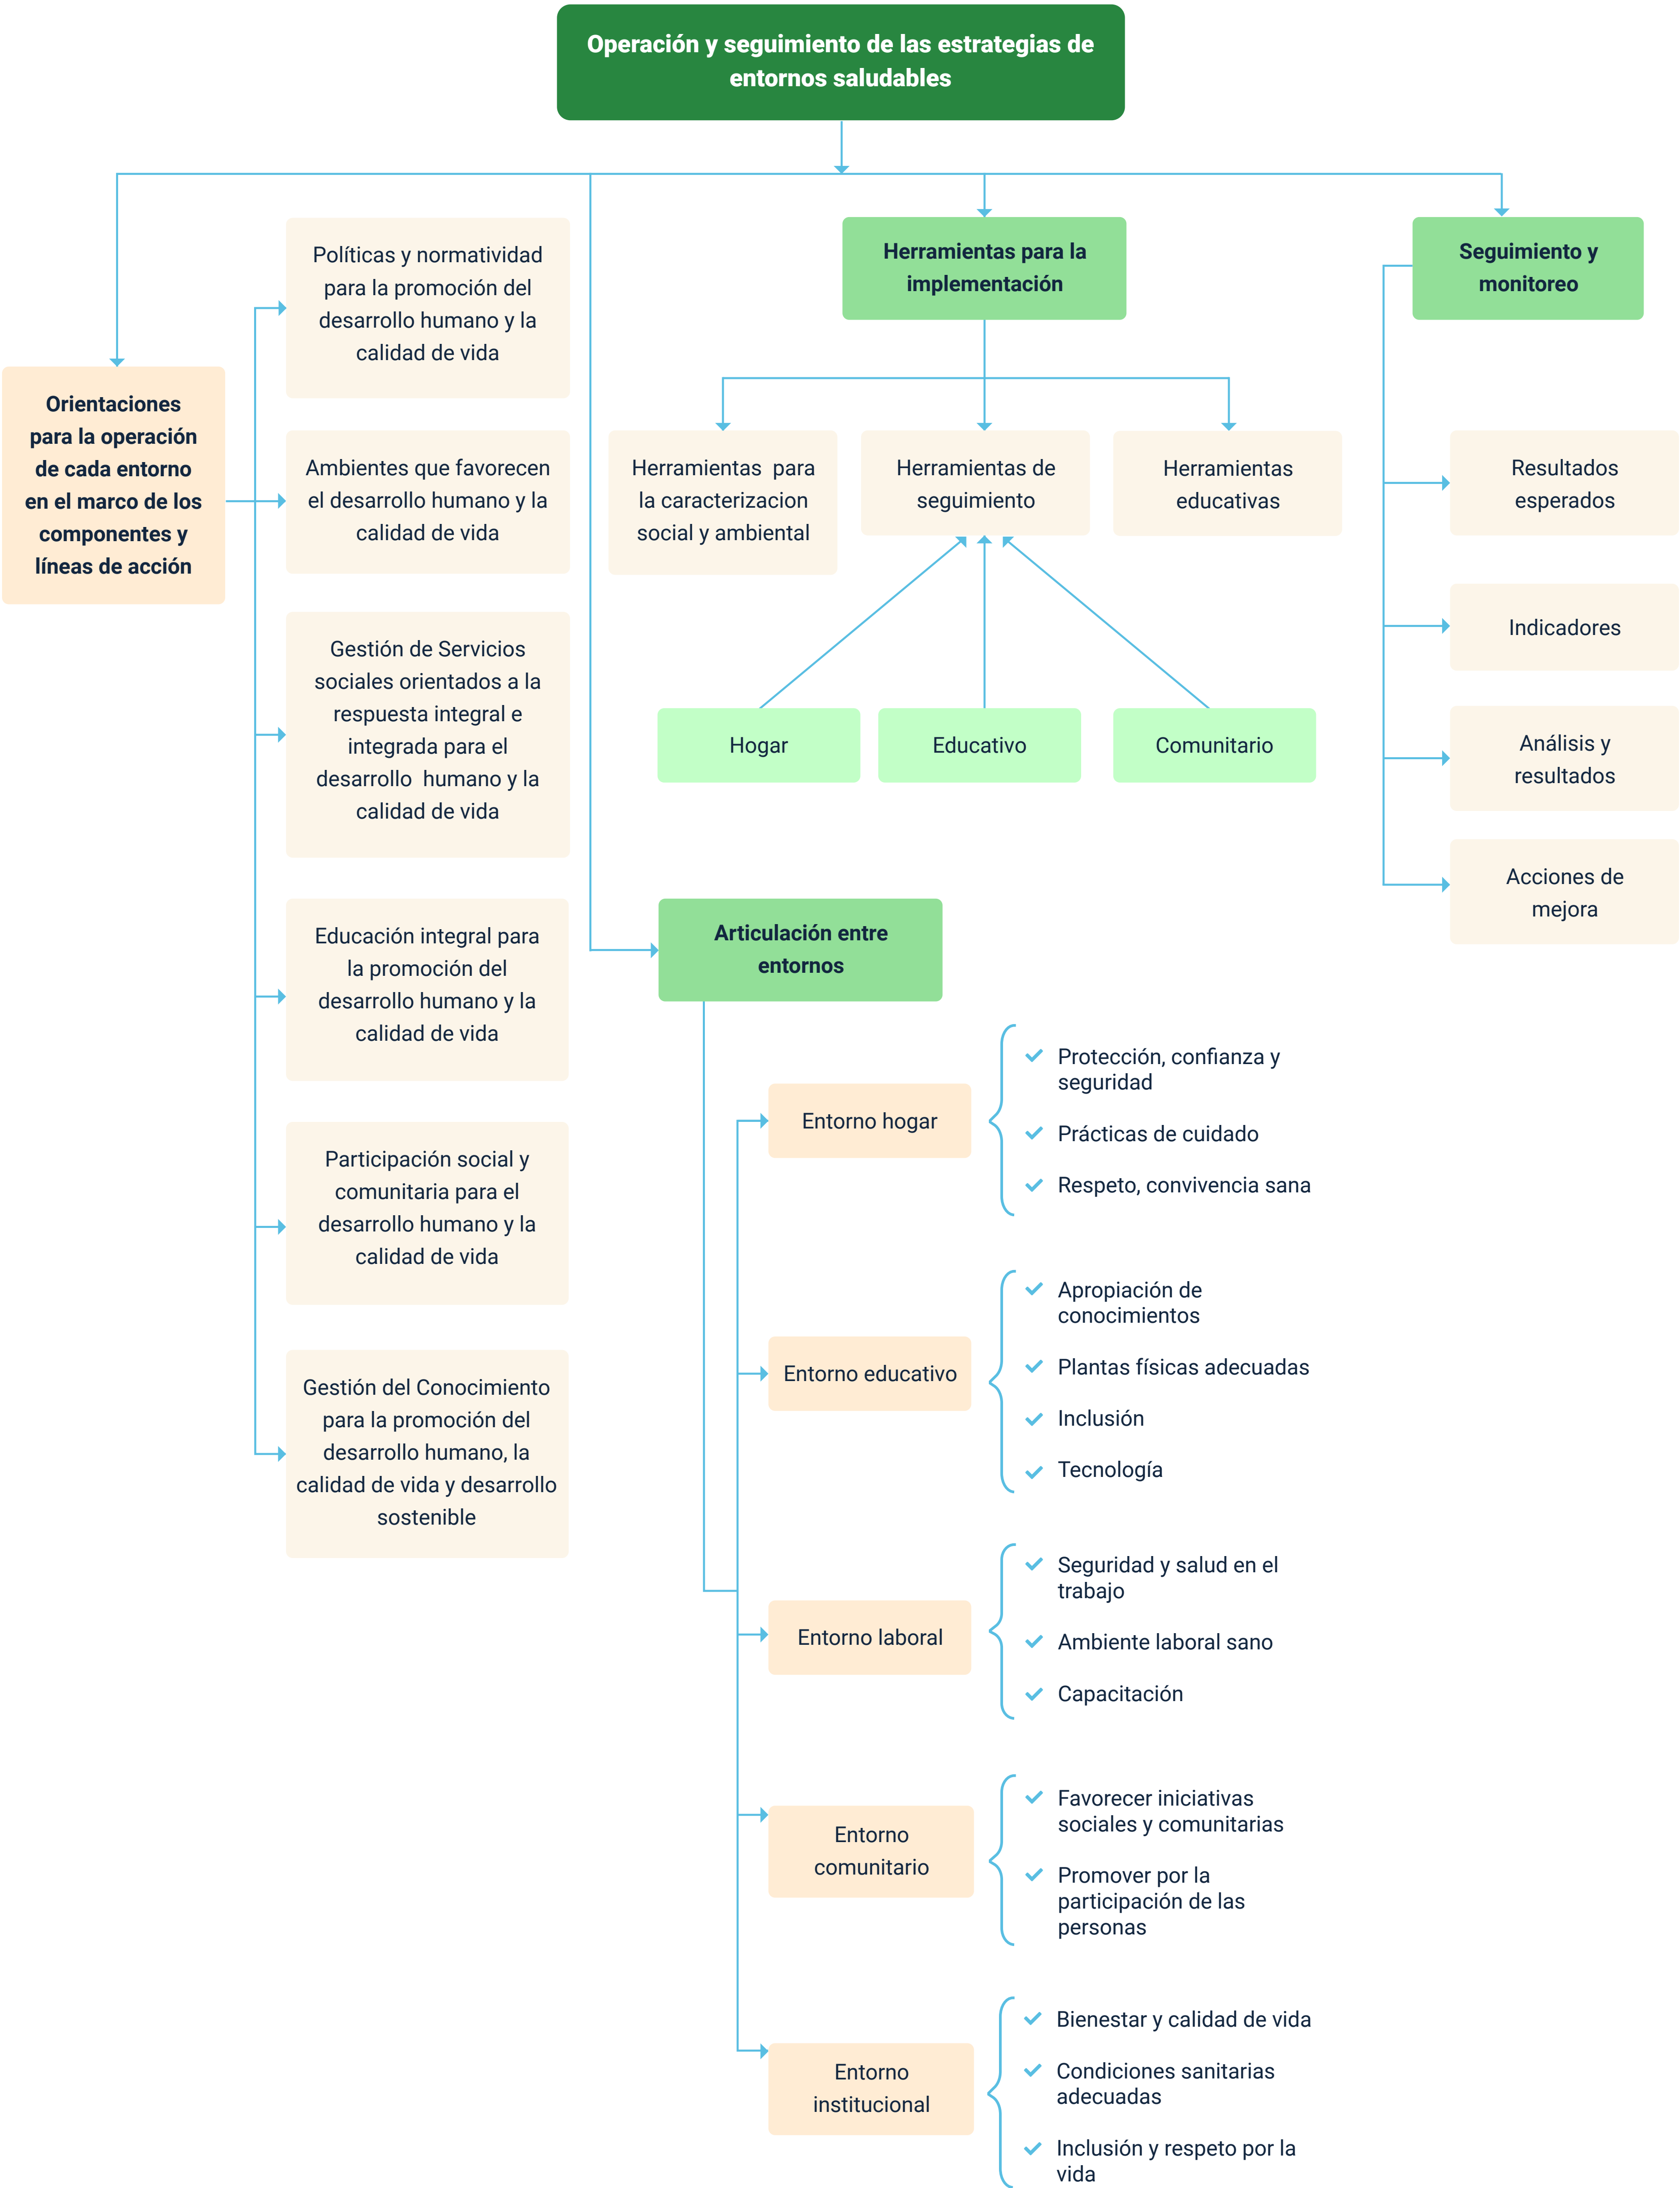 Operación y seguimiento de las estrategias de
entornos saludables
Orientaciones
para la operación
de cada entorno
en el marco de los
componentes y
líneas de acción
Políticas y normatividad
para la promoción del
desarrollo humano y la
calidad de vida
Ambientes que favorecen
el desarrollo humano y la
calidad de vida
Gestión de Servicios
sociales orientados a la
respuesta integral e
integrada para el
desarrollo  humano y la
calidad de vida
Educación integral para
la promoción del
desarrollo humano y la
calidad de vida
Participación social y
comunitaria para el
desarrollo humano y la
calidad de vida
Gestión del Conocimiento
para la promoción del
desarrollo humano, la
calidad de vida y desarrollo
sostenible
Herramientas para la
implementación
Herramientas  para
la caracterizacion
social y ambiental
Herramientas de
seguimiento
Herramientas
educativas
Hogar
Educativo
Comunitario
Seguimiento y
monitoreo
Resultados
esperados
Indicadores
Análisis y
resultados
Acciones de
mejora
Articulación entre
entornos
Entorno hogar
Protección, confianza y
seguridad
Prácticas de cuidado
Respeto, convivencia sana
Entorno educativo
Apropiación de
conocimientos
Plantas físicas adecuadas
Inclusión
Tecnología
Entorno laboral
Seguridad y salud en el
trabajo
Ambiente laboral sano
Capacitación
Entorno
comunitario
Favorecer iniciativas
sociales y comunitarias
Promover por la
participación de las
personas
Entorno
institucional
Bienestar y calidad de vida
Condiciones sanitarias
adecuadas
Inclusión y respeto por la
vida